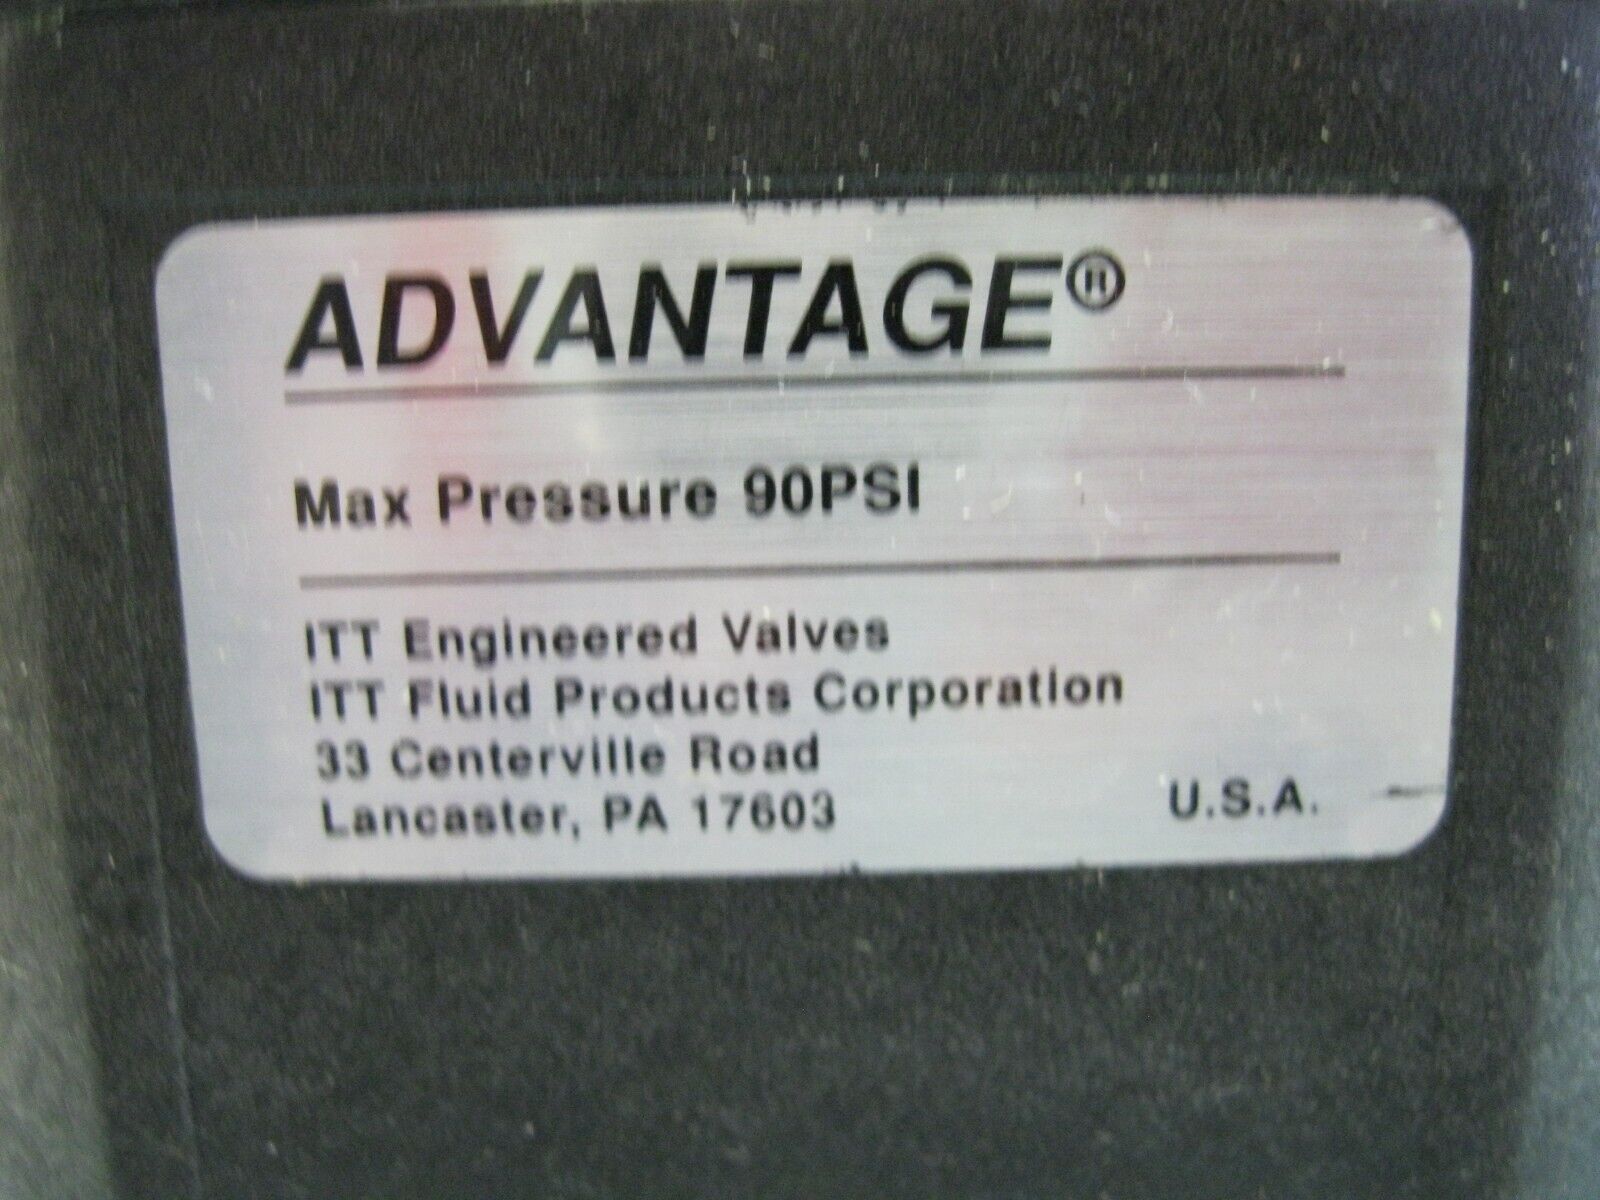 ADVANTAGE®
Max Pressure 90PSI
ITT Engineered Valves
ITT Fluid Products Corporation
33 Centerville Road
Lancaster, PA 17603
U.S.A.